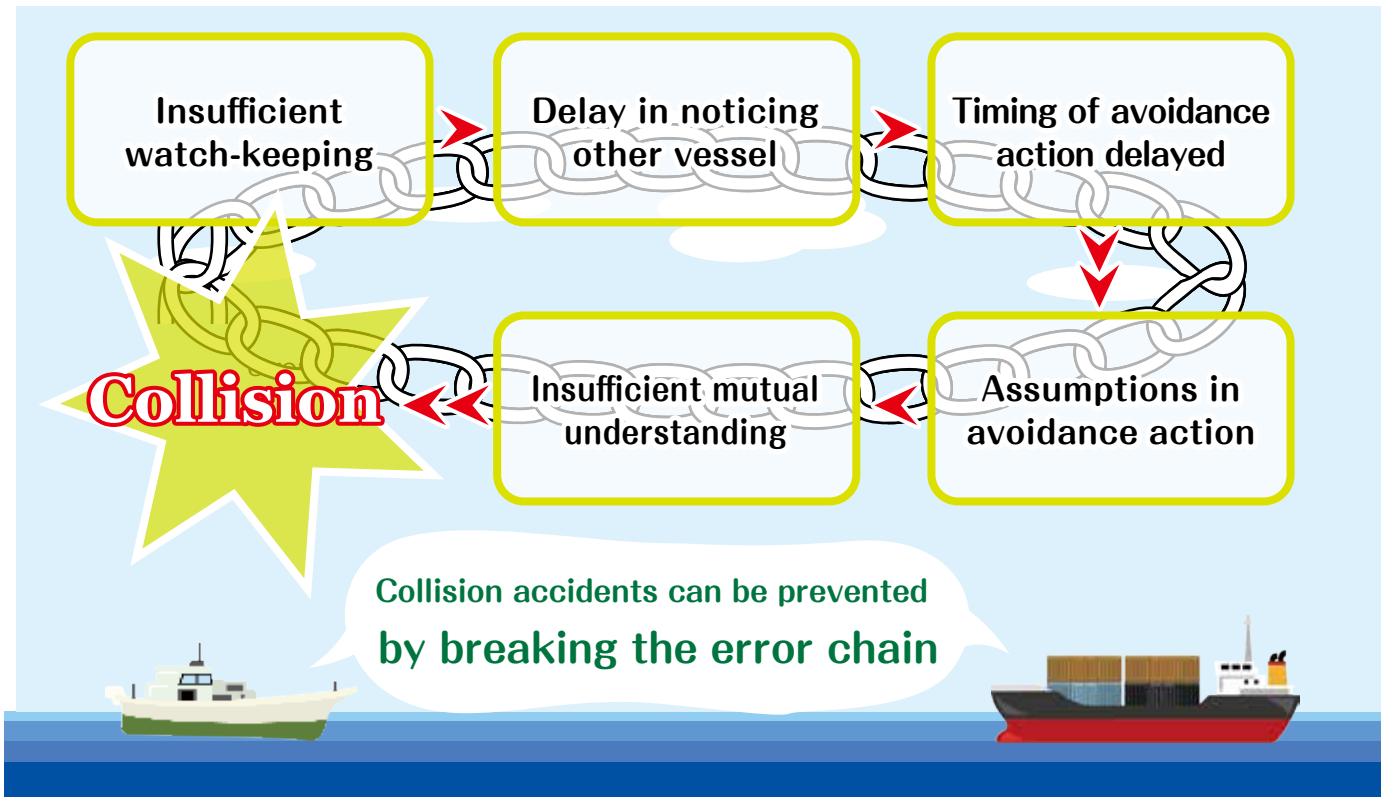 Insufficient
watch-keeping
Delay in noticing
other vessel
Timing of avoidance
action delayed
Assumptions in
avoidance action
Insufficient mutual
understanding
Collision
Collision accidents can be prevented
by breaking the error chain